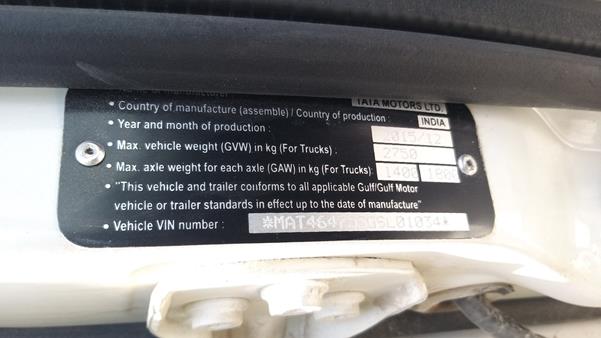 TATA MOTORS LTD.
• Country of manufacture (assemble) / Country of production : INDIA
• Year and month of production : 2015/12
• Max. vehicle weight (GVW) in kg (For Trucks) : 2750
• Max. axle weight for each axle (GAW) in kg (For Trucks): 1400 1800
• "This vehicle and trailer conforms to all applicable Gulf/Gulf Motor
vehicle or trailer standards in effect up to the date of manufacture"
• Vehicle VIN number :